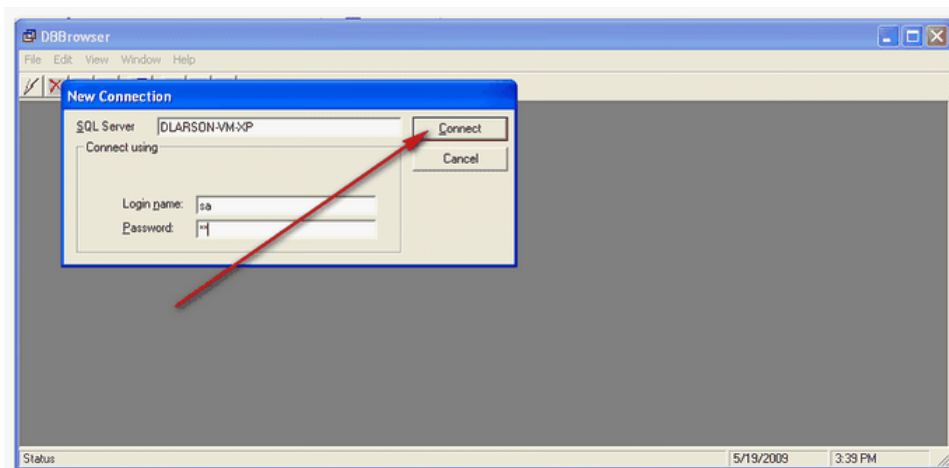 DBBrowser
File Edit View Window Help
New Connection
SQL Server DLARSON-VM-XP Connect
Connect using Cancel
Login name: sa
Password: **
Status 5/19/2009 3:39 PM